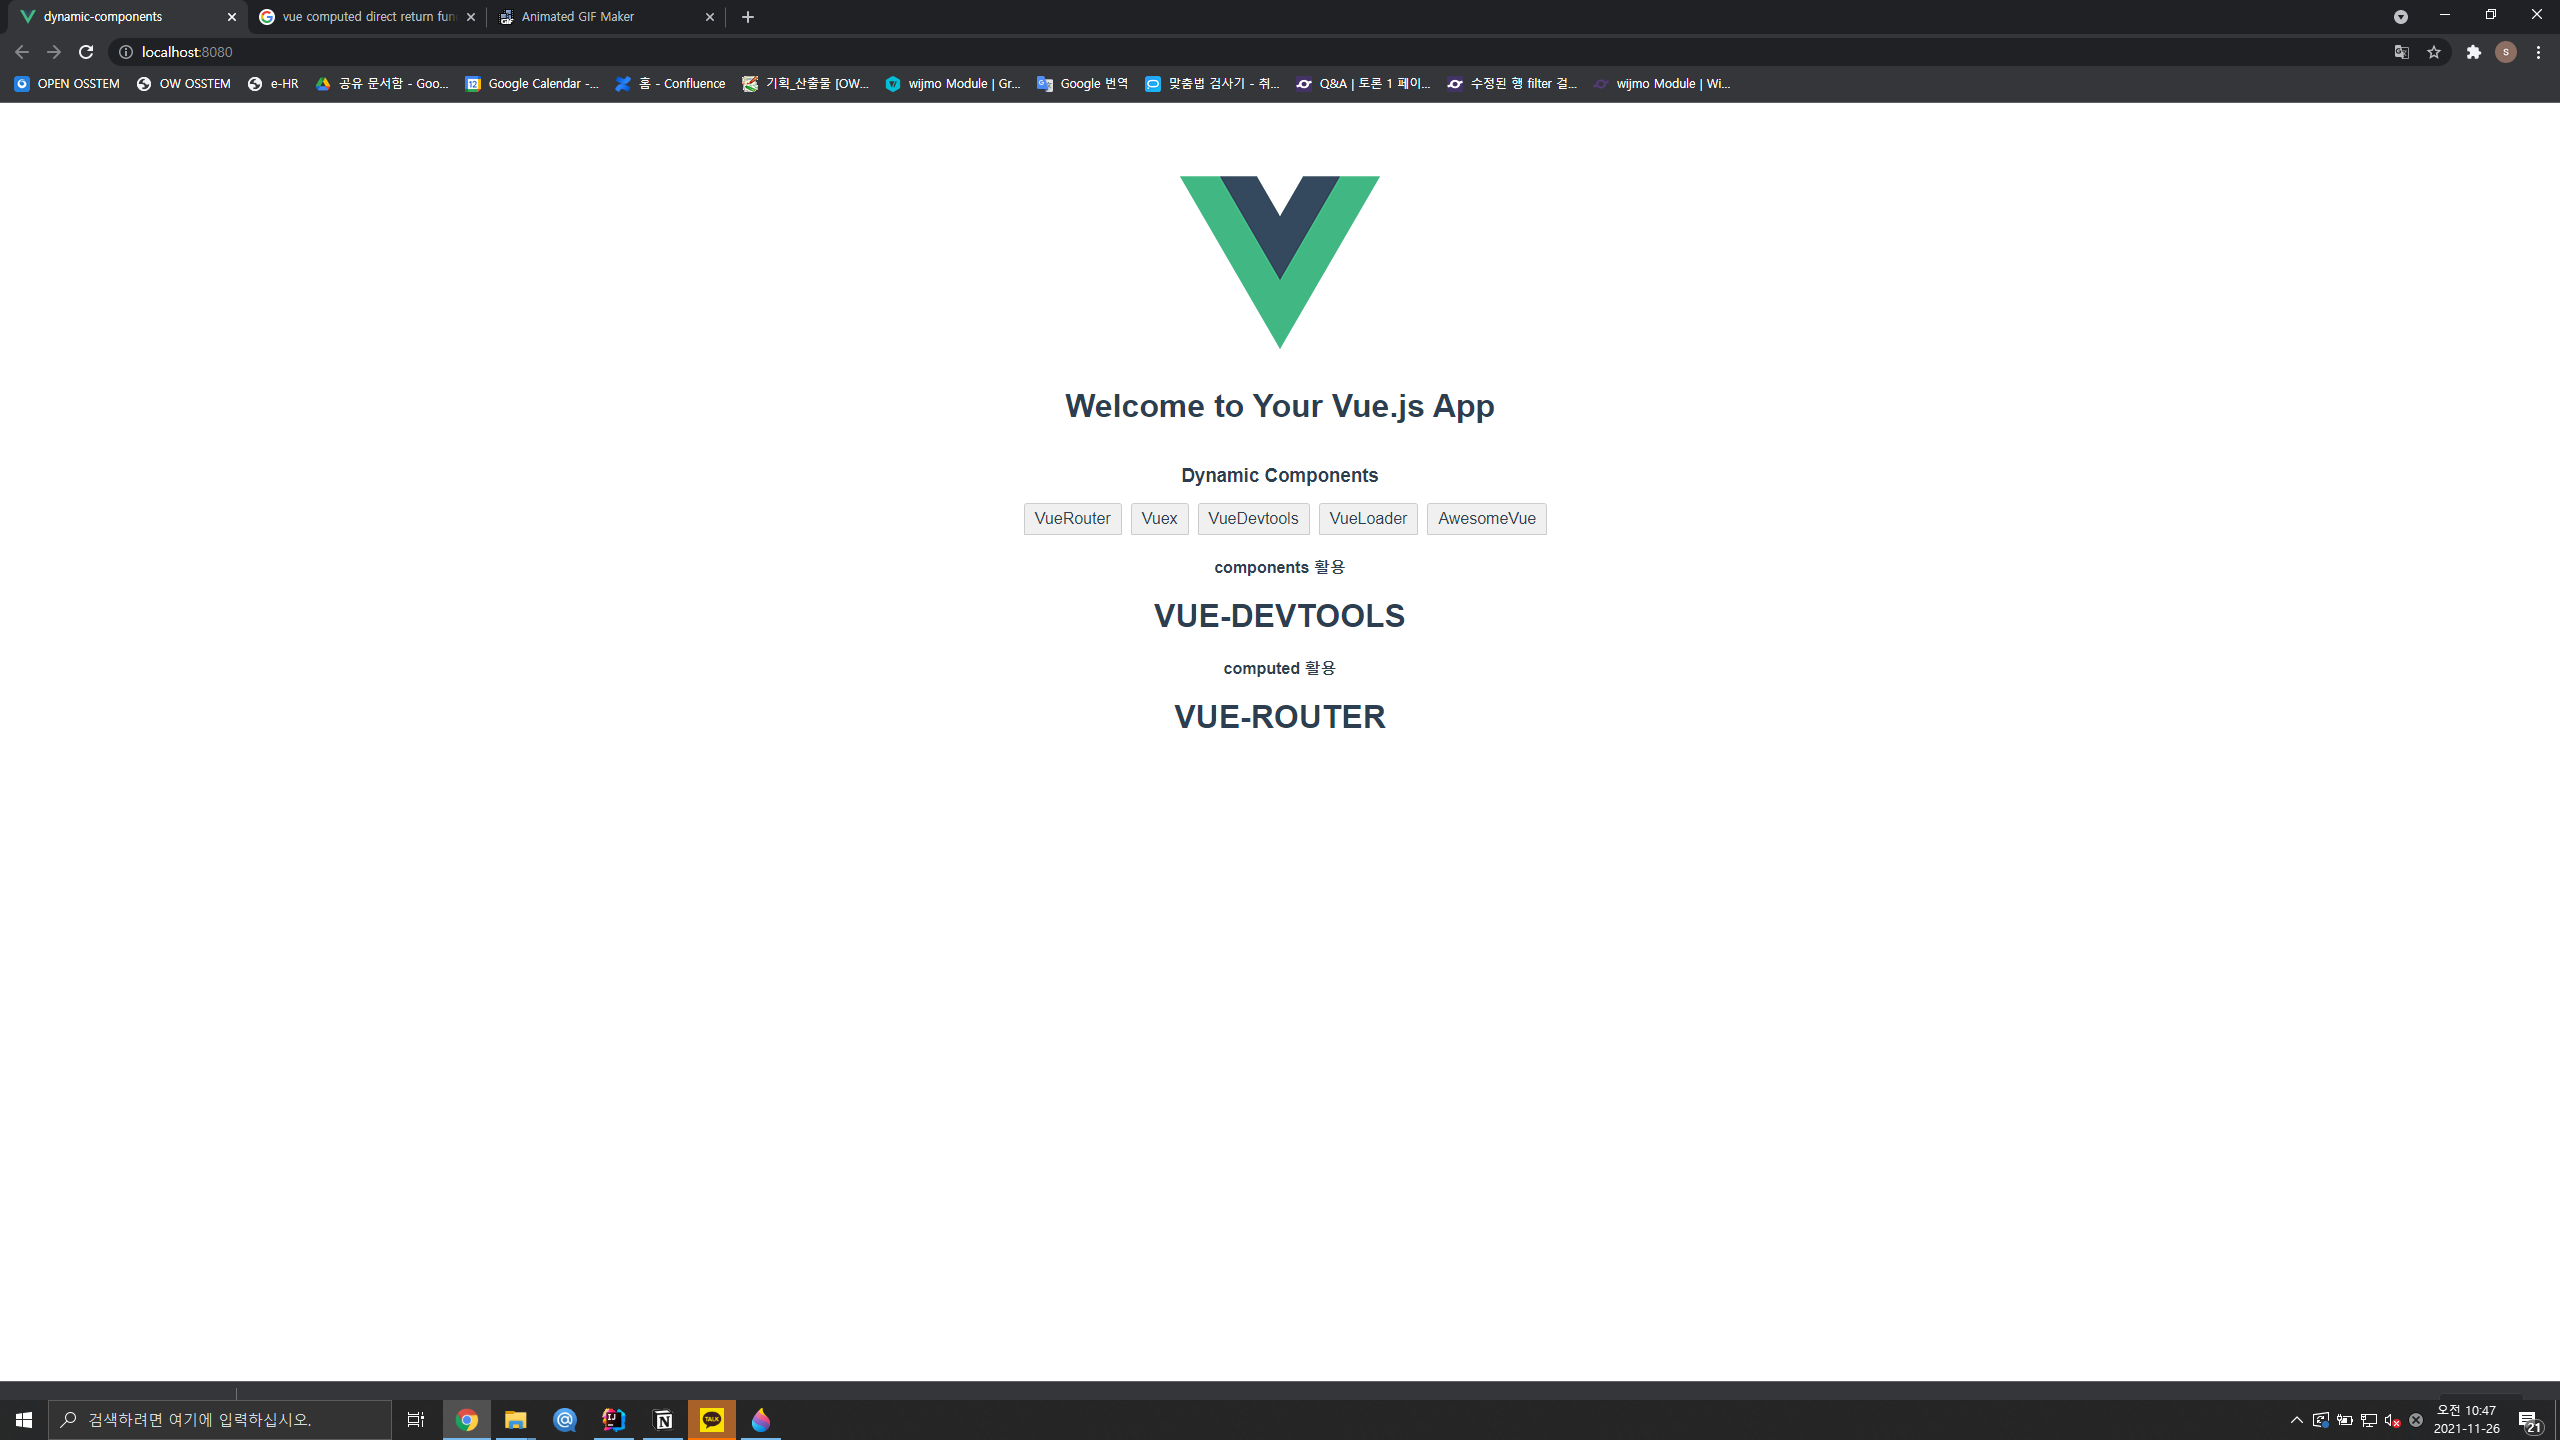 dynamic-components
vue computed direct return fun
Animated GIF Maker
localhost:8080
S
OPEN OSSTEM
OW OSSTEM
e-HR
공유 문서함 - Goo...
Google Calendar -...
홈 - Confluence
기획_산출물 [OW...
wijmo Module | Gr...
Google 번역
맞춤법 검사기 - 취...
Q&A | 토론 1 페이...
수정된 행 filter 걸...
wijmo Module | Wi...
Welcome to Your Vue.js App
Dynamic Components
VueRouter Vuex VueDevtools VueLoader AwesomeVue
components 활용
VUE-DEVTOOLS
computed 활용
VUE-ROUTER
검색하려면 여기에 입력하십시오.
TALK
오전 10:47
2021-11-26
21